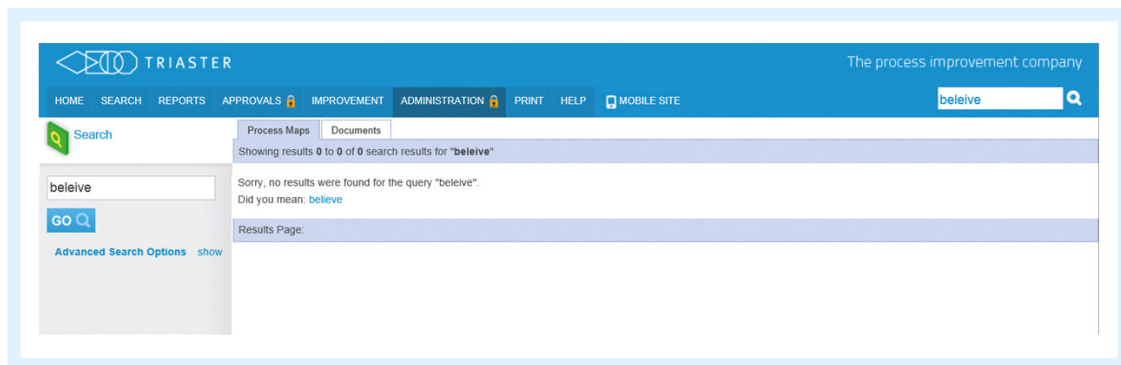 TRIASTER
The process improvement company
HOME SEARCH REPORTS APPROVALS IMPROVEMENT ADMINISTRATION PRINT HELP MOBILE SITE beleive
Search
Process Maps Documents
Showing results 0 to 0 of 0 search results for "beleive"
beleive
GO
Advanced Search Options show
Sorry, no results were found for the query "beleive".
Did you mean: believe
Results Page: